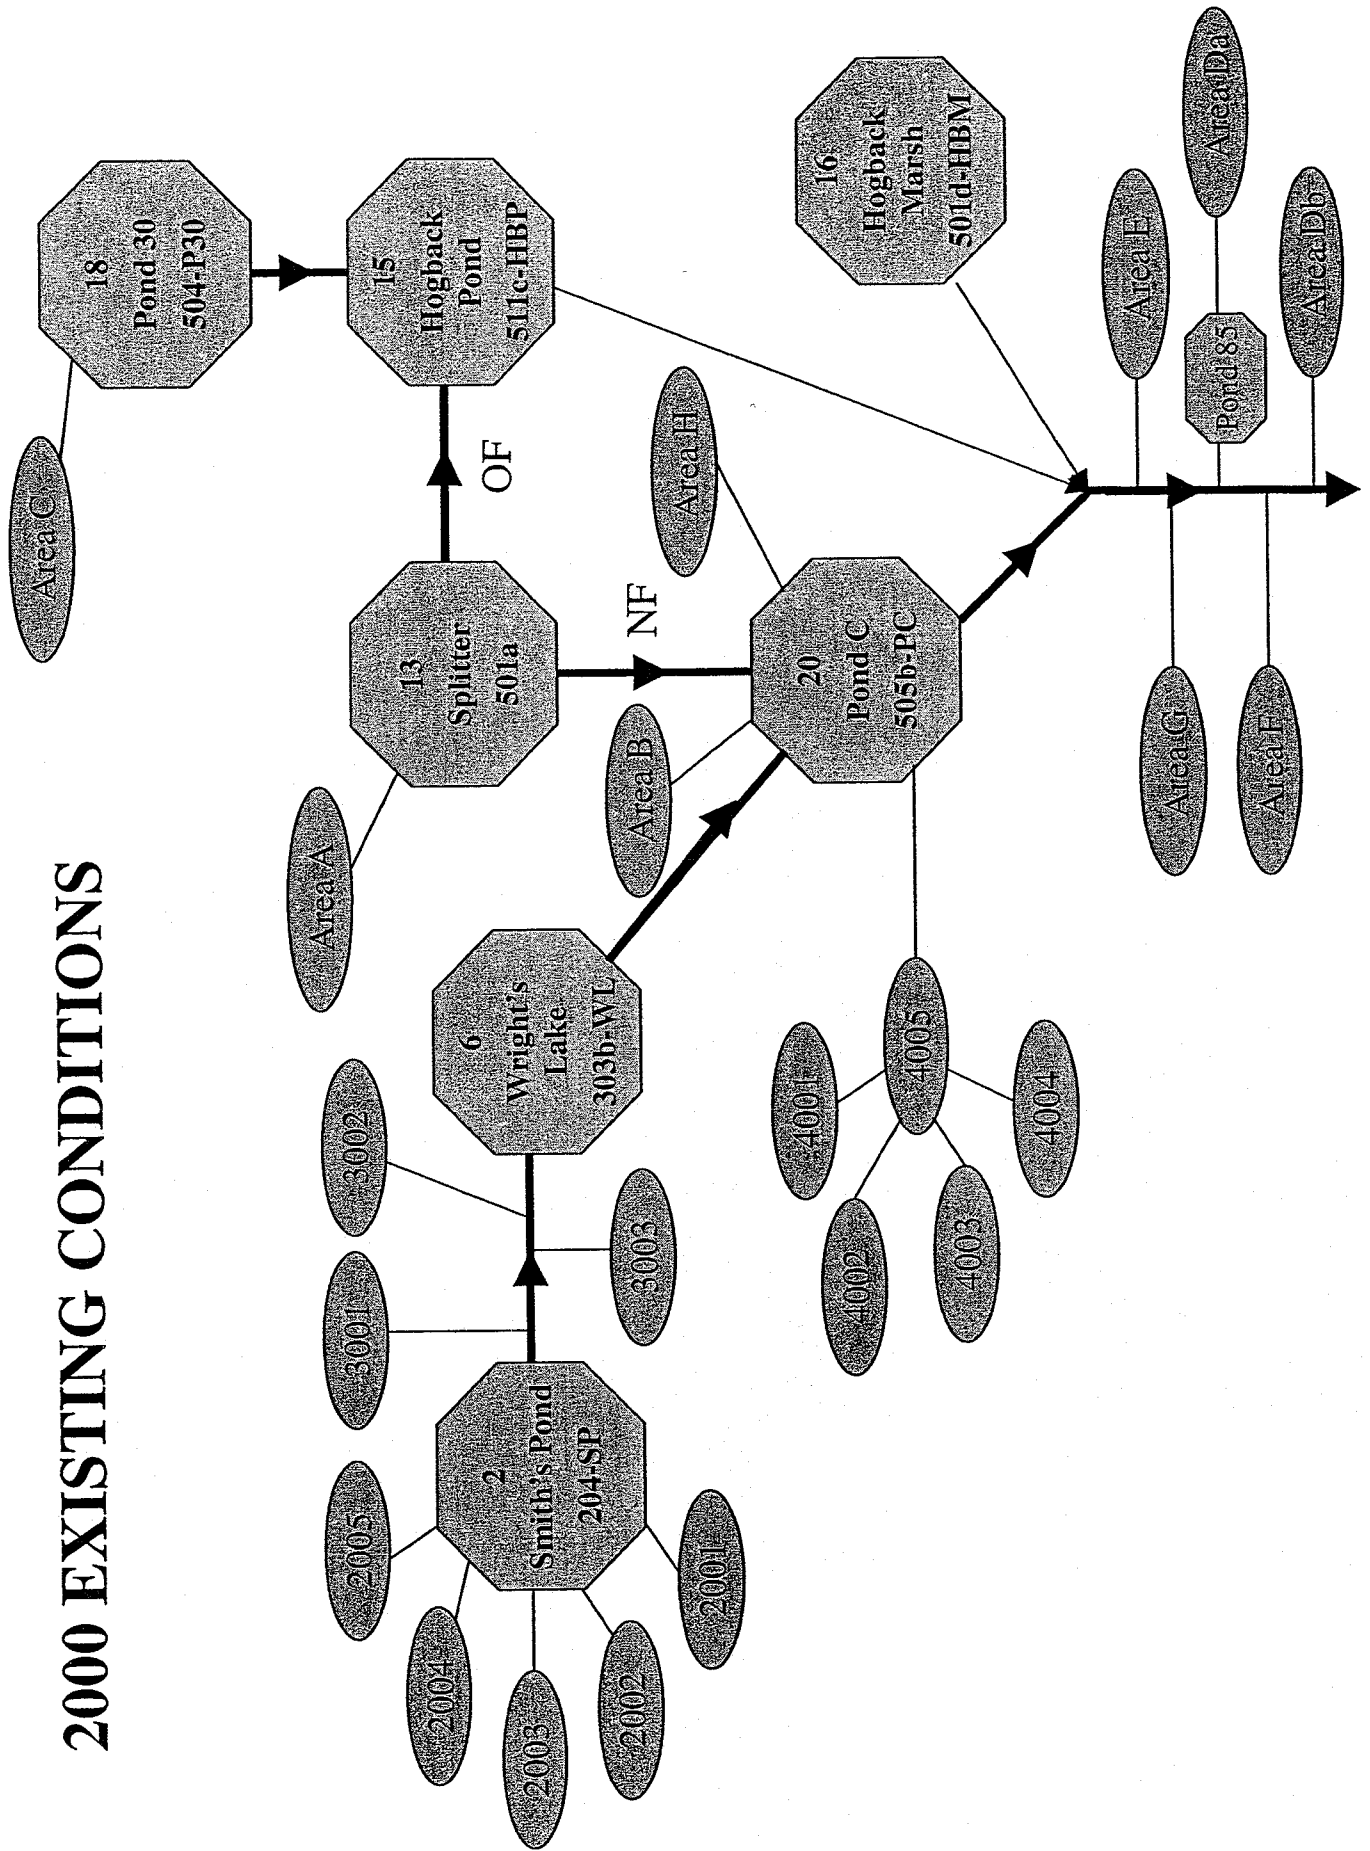 2000 EXISTING CONDITIONS
2005
2004
2003
2002
2001
2
Smith's Pond
204-SP
3001
3002
3003
6
Wright's
Lake
303b-WL
Area A
13
Splitter
501a
OF
NF
Area C
18
Pond 30
504-P30
15
Hogback
Pond
511c-HBP
Area B
Area H
20
Pond C
505b-PC
4001
4002
4003
4004
4005
16
Hogback
Marsh
501d-HBM
Area E
Area G
Pond 85
Area Da
Area F
Area Db